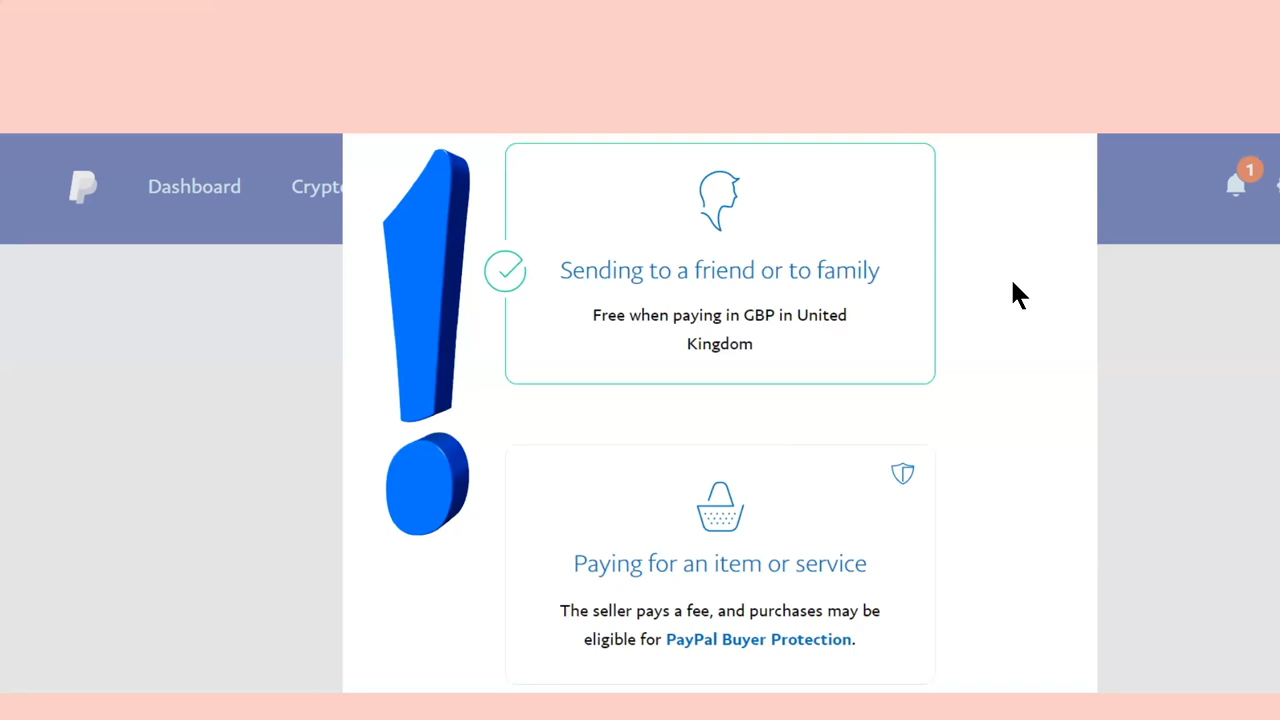 Dashboard
Crypto
1
Sending to a friend or to family
Free when paying in GBP in United
Kingdom
Paying for an item or service
The seller pays a fee, and purchases may be
eligible for PayPal Buyer Protection.